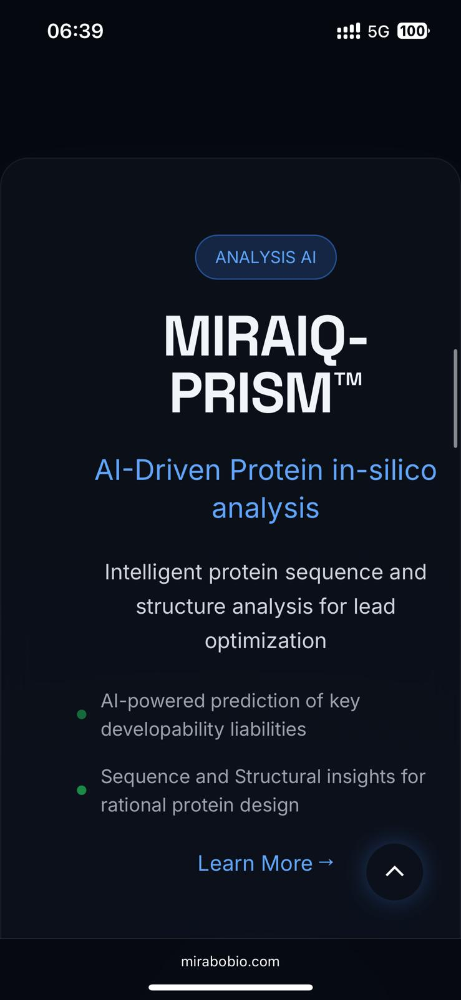 06:39
5G 100
ANALYSIS AI
MIRAIQ-
PRISM™
AI-Driven Protein in-silico
analysis
Intelligent protein sequence and
structure analysis for lead
optimization
AI-powered prediction of key
developability liabilities
Sequence and Structural insights for
rational protein design
Learn More →
mirabobio.com